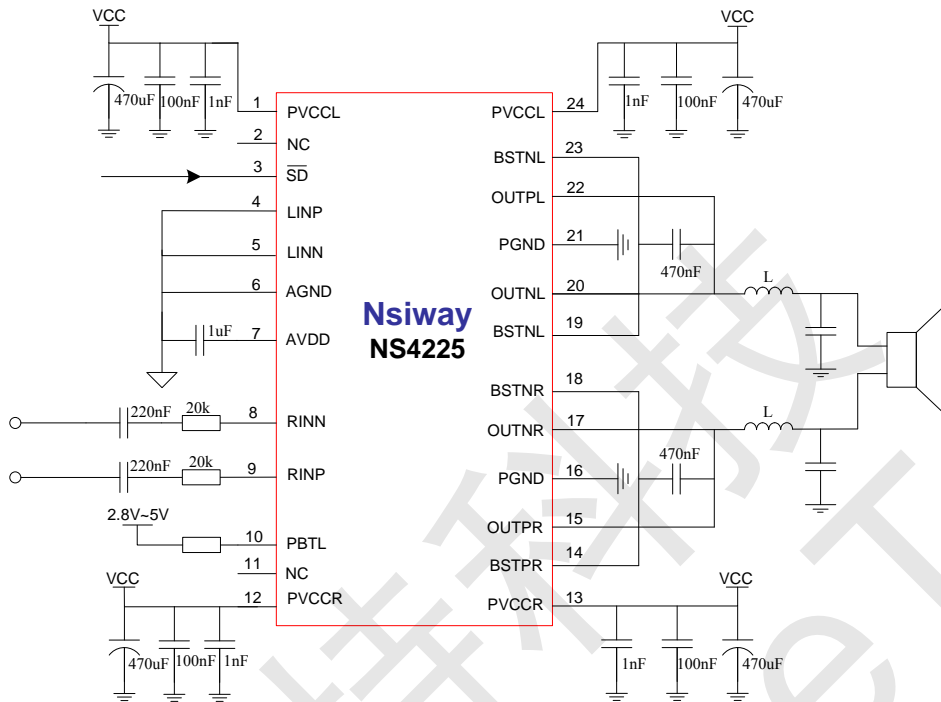 VCC
470uF
100nF
1nF
1
PVCCL
2
NC
3
SD
4
LINP
5
LINN
6
AGND
1uF
7
AVDD
220nF
20k
8
RINN
220nF
20k
9
RINP
2.8V~5V
10
PBTL
11
NC
VCC
12
PVCCR
470uF
100nF
1nF
Nsiway
NS4225
VCC
1nF
100nF
470uF
24
PVCCL
23
BSTNL
22
OUTPL
21
PGND
470nF
20
OUTNL
L
19
BSTNL
18
BSTNR
17
OUTNR
L
470nF
16
PGND
15
OUTPR
14
BSTPR
VCC
13
PVCCR
1nF
100nF
470uF
特科技